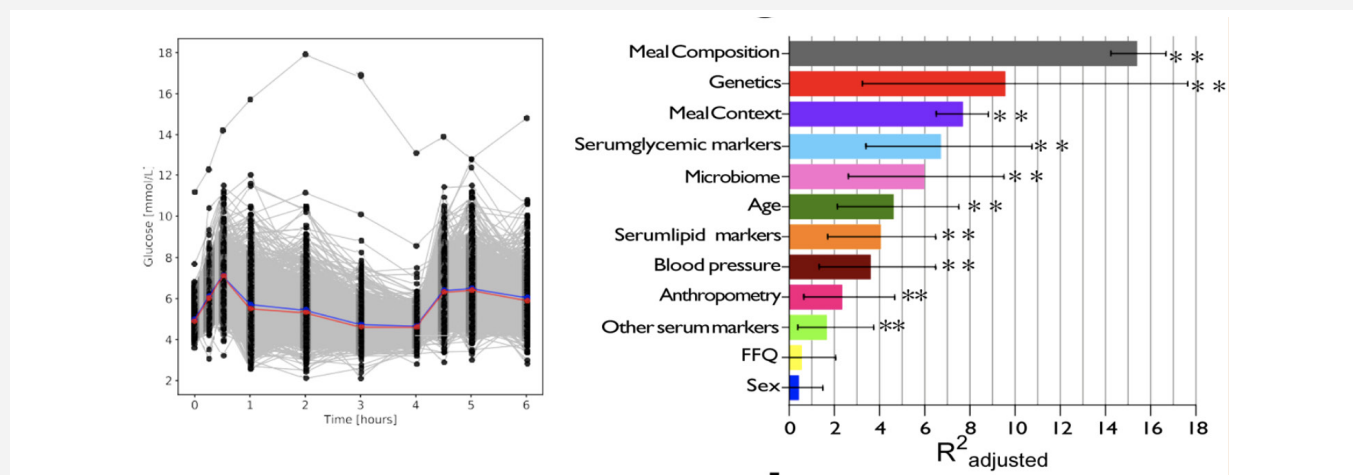 18
16
14
12
10
8
6
4
2
Glucose [mmol/L]
0 1 2 3 4 5 6
Time [hours]
Meal Composition
**
Genetics
**
Meal Context
**
Serumglycemic markers
**
Microbiome
**
Age
**
Serumlipid markers
**
Blood pressure
**
Anthropometry
**
Other serum markers
**
FFQ
Sex
0 2 4 6 8 10 12 14 16 18
R²adjusted